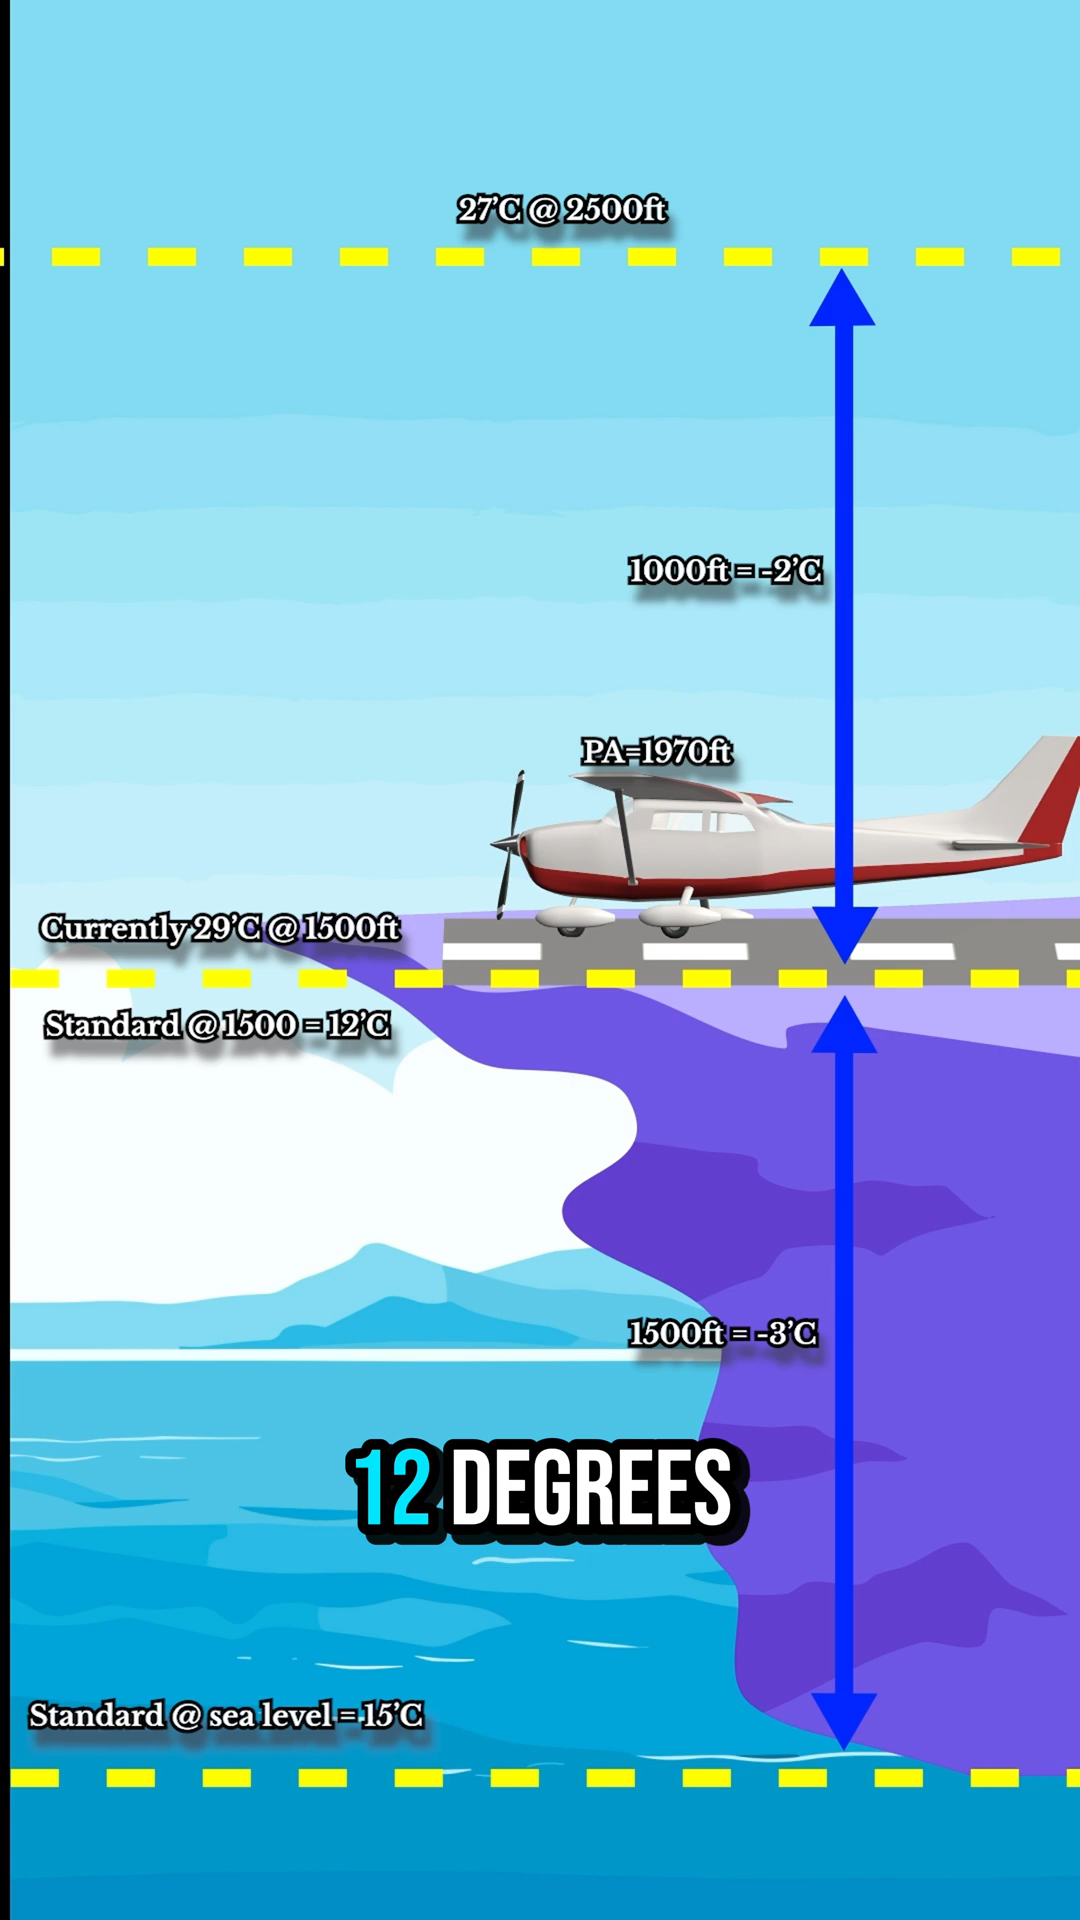 27'C @ 2500ft
1000ft = -2'C
PA=1970ft
Currently 29'C @ 1500ft
Standard @ 1500 = 12'C
1500ft = -3'C
12 DEGREES
Standard @ sea level = 15'C